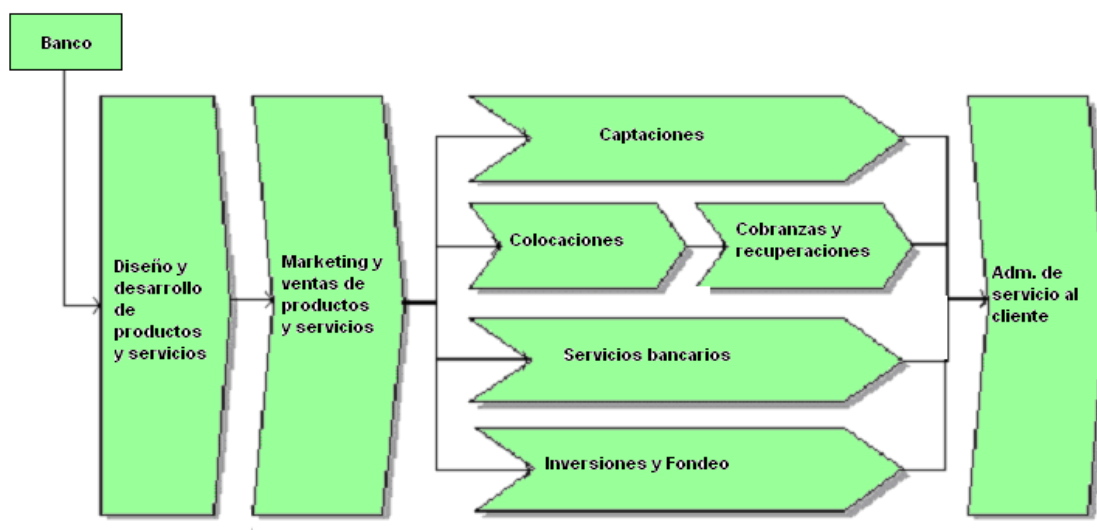 Banco
Diseño y
desarrollo
de
productos
y servicios
Marketing y
ventas de
productos
y servicios
Captaciones
Colocaciones
Cobranzas y
recuperaciones
Servicios bancarios
Inversiones y Fondeo
Adm. de
servicio al
cliente